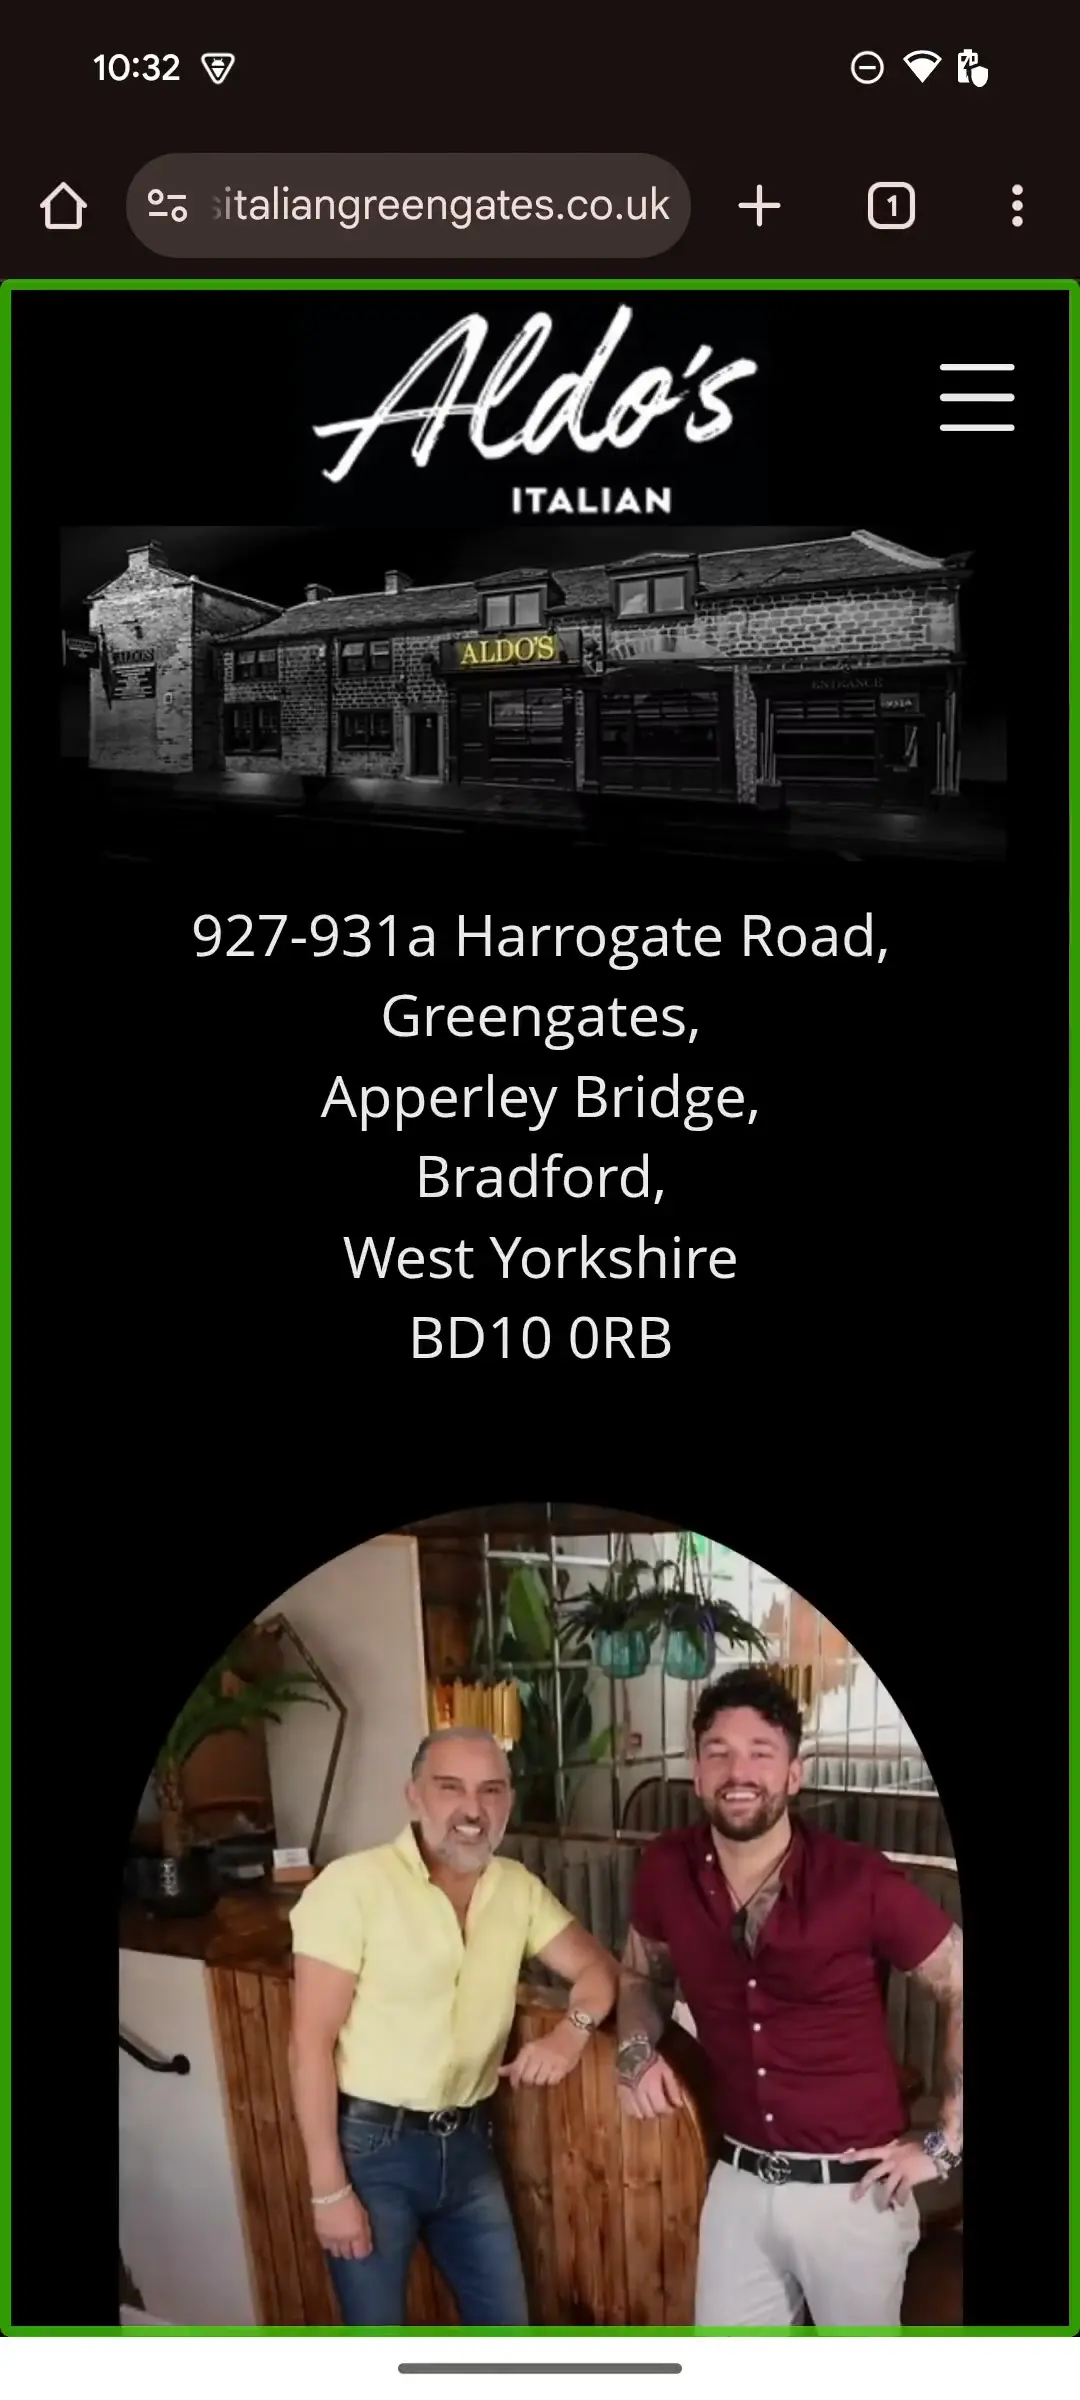 10:32
sitaliangreengates.co.uk
1
Aldo's
ITALIAN
ALDO'S
ALDO'S
ENTRANCE
927-931a Harrogate Road,
Greengates,
Apperley Bridge,
Bradford,
West Yorkshire
BD10 0RB